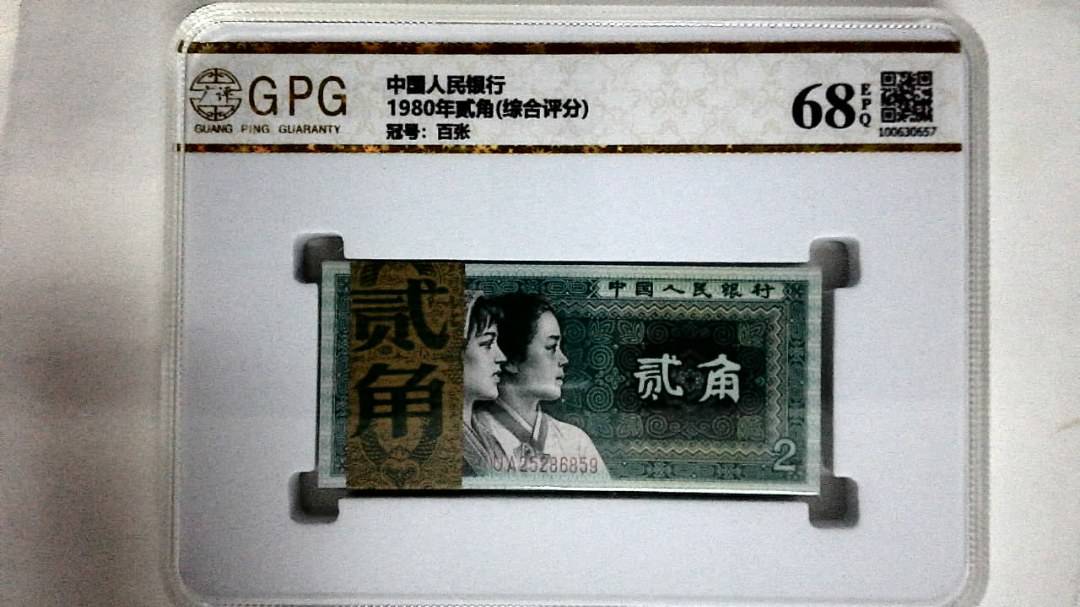 GPG
GUANG PING GUARANTY
中国人民银行
1980年贰角(综合评分)
冠号：百张
68 EPQ
100630657
中国人民银行
贰角
贰角
JA25286859
2